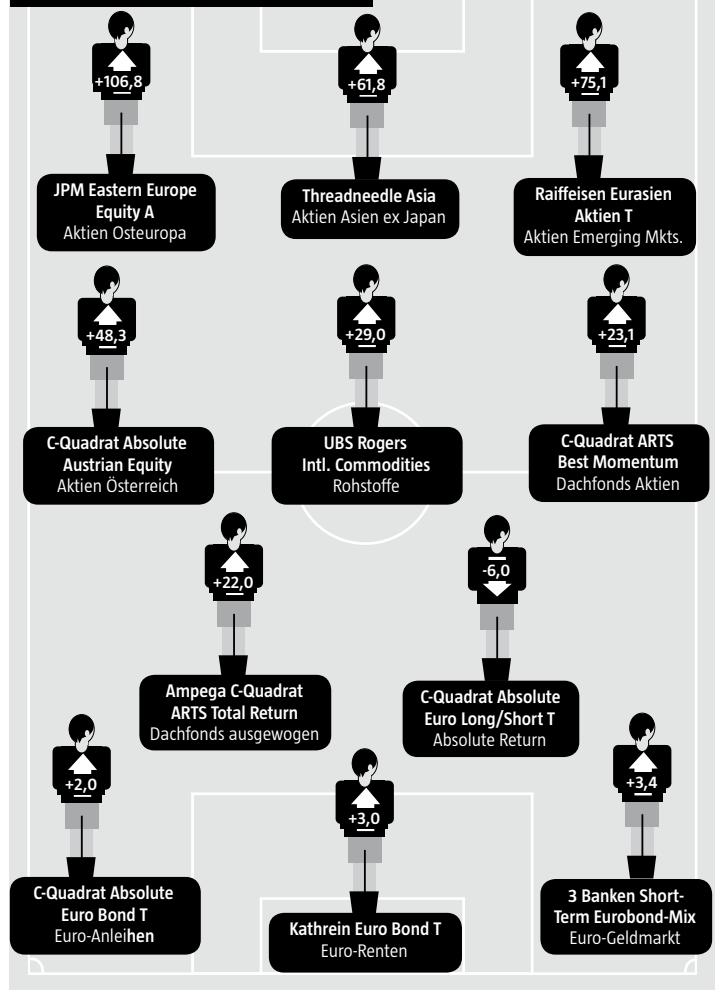 +106,8
JPM Eastern Europe
Equity A
Aktien Osteuropa
+61,8
Threadneedle Asia
Aktien Asien ex Japan
+75,1
Raiffeisen Eurasien
Aktien T
Aktien Emerging Mkts.
+48,3
C-Quadrat Absolute
Austrian Equity
Aktien Österreich
+29,0
UBS Rogers
Intl. Commodities
Rohstoffe
+23,1
C-Quadrat ARTS
Best Momentum
Dachfonds Aktien
+22,0
Ampega C-Quadrat
ARTS Total Return
Dachfonds ausgewogen
-6,0
C-Quadrat Absolute
Euro Long/Short T
Absolute Return
+2,0
C-Quadrat Absolute
Euro Bond T
Euro-Anleihen
+3,0
Kathrein Euro Bond T
Euro-Renten
+3,4
3 Banken Short-
Term Eurobond-Mix
Euro-Geldmarkt